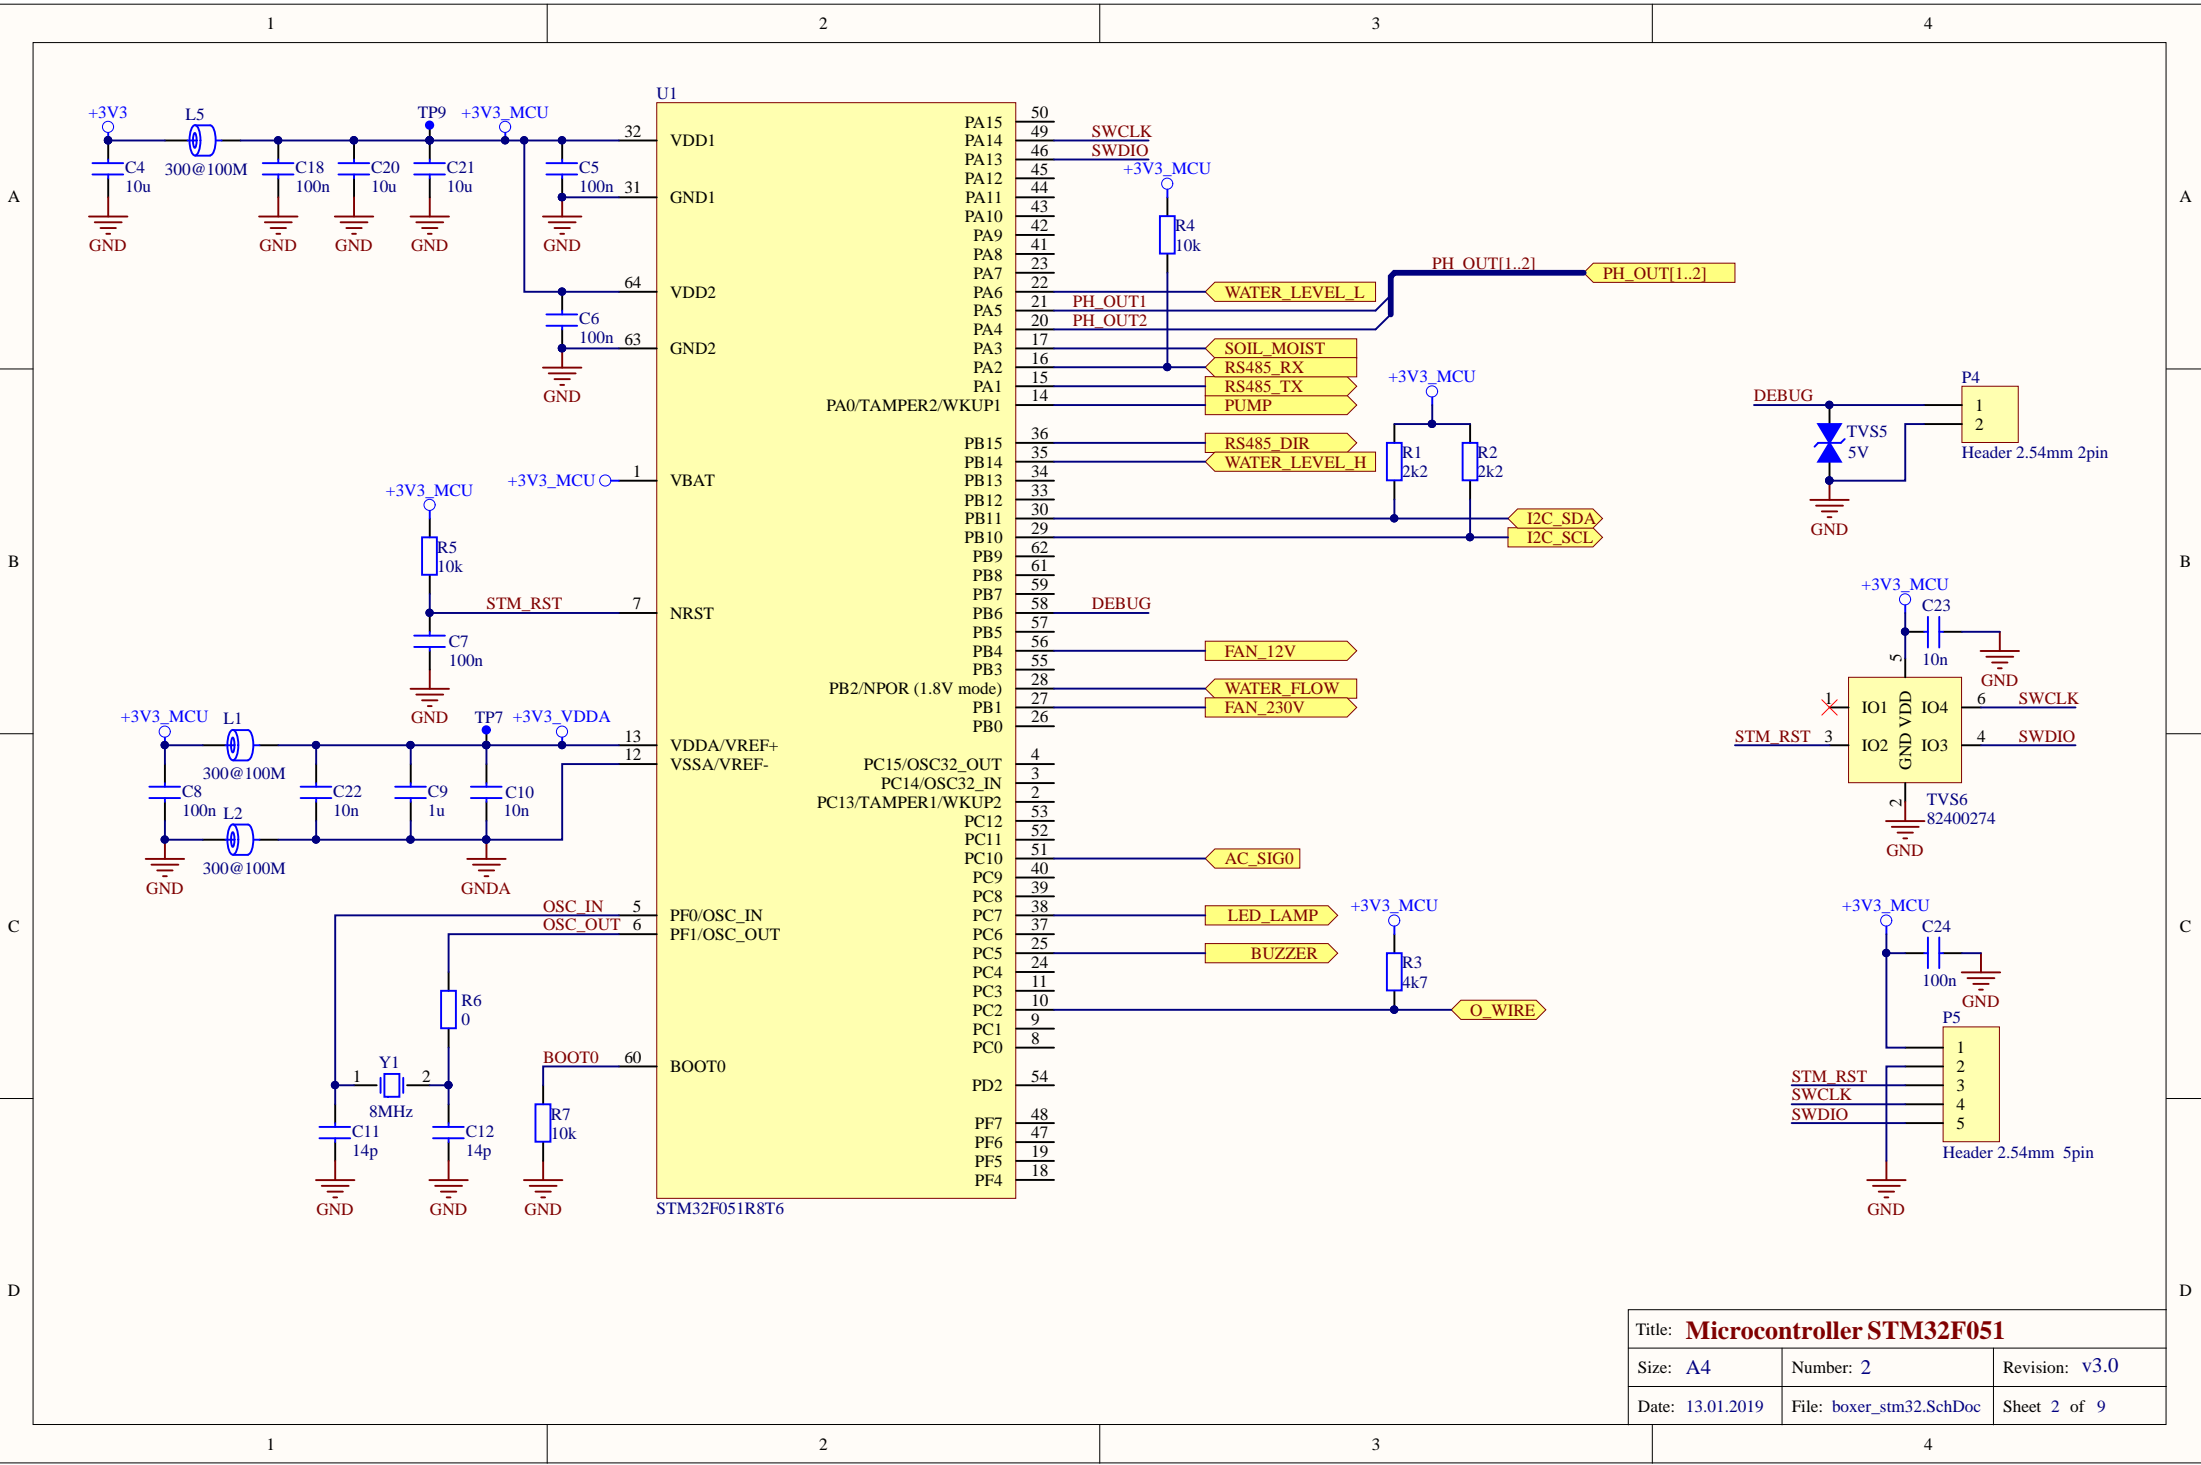 1 2 3 4
A A
B B
C C
D D
+3V3
L5
300@100M
C4
10u
GND
C18
100n
GND
C20
10u
GND
TP9
C21
10u
GND
+3V3_MCU
C5
100n
GND
C6
100n
GND
+3V3_MCU
+3V3_MCU
R5
10k
STM_RST
C7
100n
GND
+3V3_MCU
L1
300@100M
C8
100n
L2
300@100M
GND
C22
10n
C9
1u
TP7
C10
10n
GNDA
+3V3_VDDA
OSC_IN
OSC_OUT
R6
0
Y1
1 2
8MHz
C11
14p
GND
C12
14p
GND
BOOT0
R7
10k
GND
U1
32 VDD1
31 GND1
64 VDD2
63 GND2
1 VBAT
7 NRST
13 VDDA/VREF+
12 VSSA/VREF-
5 PF0/OSC_IN
6 PF1/OSC_OUT
60 BOOT0
PA15 50
PA14 49 SWCLK
PA13 46 SWDIO
PA12 45
PA11 44
PA10 43
PA9 42
PA8 41
PA7 23
PA6 22 WATER_LEVEL_L
PA5 21 PH_OUT1
PA4 20 PH_OUT2
PA3 17 SOIL_MOIST
PA2 16 RS485_RX
PA1 15 RS485_TX
PA0/TAMPER2/WKUP1 14 PUMP
PB15 36 RS485_DIR
PB14 35 WATER_LEVEL_H
PB13 34
PB12 33
PB11 30 I2C_SDA
PB10 29 I2C_SCL
PB9 62
PB8 61
PB7 59
PB6 58 DEBUG
PB5 57
PB4 56 FAN_12V
PB3 55
PB2/NPOR (1.8V mode) 28 WATER_FLOW
PB1 27 FAN_230V
PB0 26
PC15/OSC32_OUT 4
PC14/OSC32_IN 3
PC13/TAMPER1/WKUP2 2
PC12 53
PC11 52
PC10 51 AC_SIG0
PC9 40
PC8 39
PC7 38 LED_LAMP
PC6 37
PC5 25 BUZZER
PC4 24
PC3 11
PC2 10 O_WIRE
PC1 9
PC0 8
PD2 54
PF7 48
PF6 47
PF5 19
PF4 18
STM32F051R8T6
+3V3_MCU
R4
10k
PH_OUT[1..2]
PH_OUT[1..2]
+3V3_MCU
R1
2k2
R2
2k2
+3V3_MCU
R3
4k7
DEBUG
TVS5
5V
GND
P4
1
2
Header 2.54mm 2pin
+3V3_MCU
C23
10n
GND
5
1 IO1 IO4 6 SWCLK
STM_RST 3 IO2 IO3 4 SWDIO
GND VDD
2
TVS6
82400274
GND
+3V3_MCU
C24
100n
GND
P5
1
2
STM_RST 3
SWCLK 4
SWDIO 5
Header 2.54mm 5pin
GND
Title: Microcontroller STM32F051
Size: A4 Number: 2 Revision: v3.0
Date: 13.01.2019 File: boxer_stm32.SchDoc Sheet 2 of 9
1 2 3 4